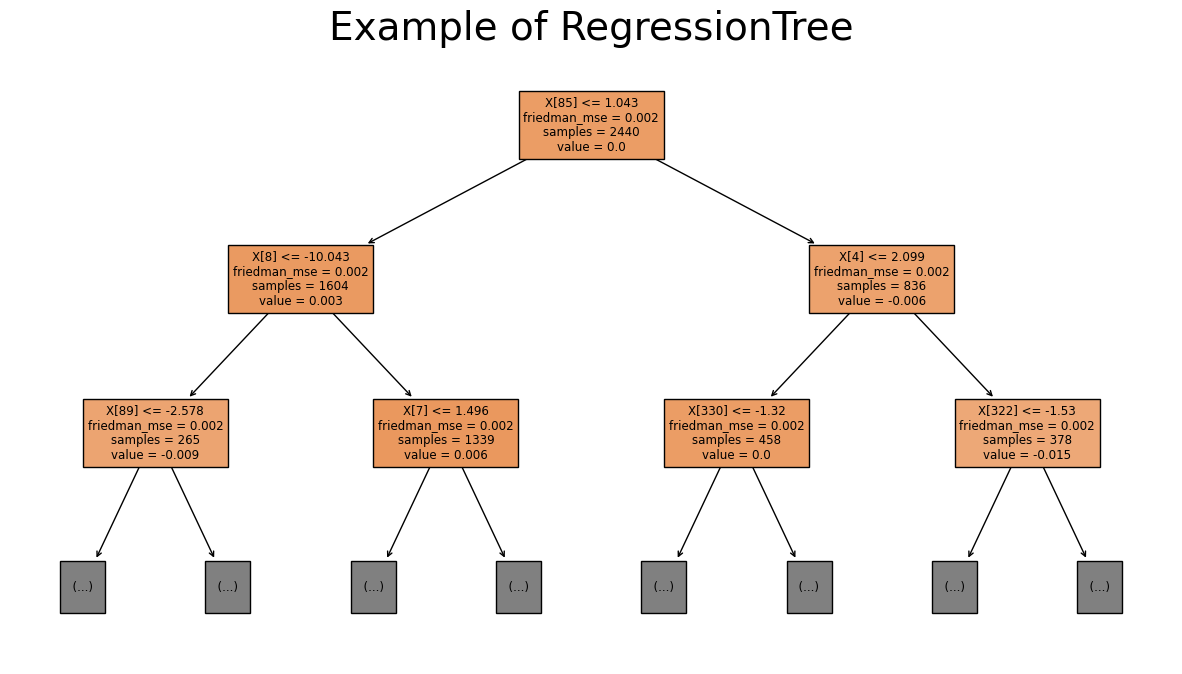 Example of RegressionTree
X[85] <= 1.043
friedman_mse = 0.002
samples = 2440
value = 0.0
X[8] <= -10.043
friedman_mse = 0.002
samples = 1604
value = 0.003
X[4] <= 2.099
friedman_mse = 0.002
samples = 836
value = -0.006
X[89] <= -2.578
friedman_mse = 0.002
samples = 265
value = -0.009
X[7] <= 1.496
friedman_mse = 0.002
samples = 1339
value = 0.006
X[330] <= -1.32
friedman_mse = 0.002
samples = 458
value = 0.0
X[322] <= -1.53
friedman_mse = 0.002
samples = 378
value = -0.015
(...)
(...)
(...)
(...)
(...)
(...)
(...)
(...)